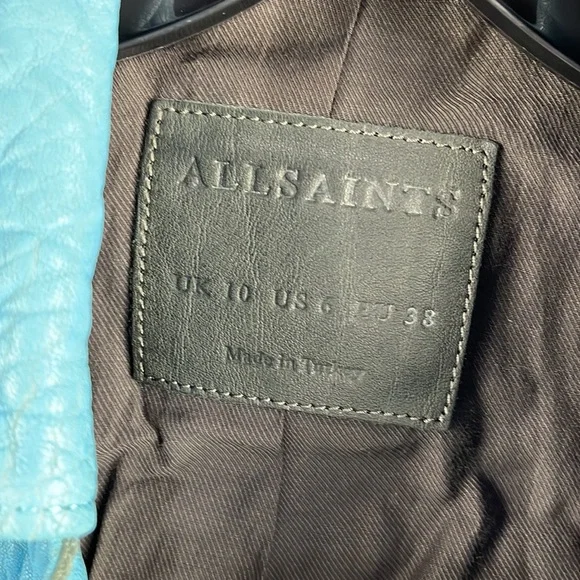 ALLSAINTS
UK 10 US 6 EU 38
Made in Turkey